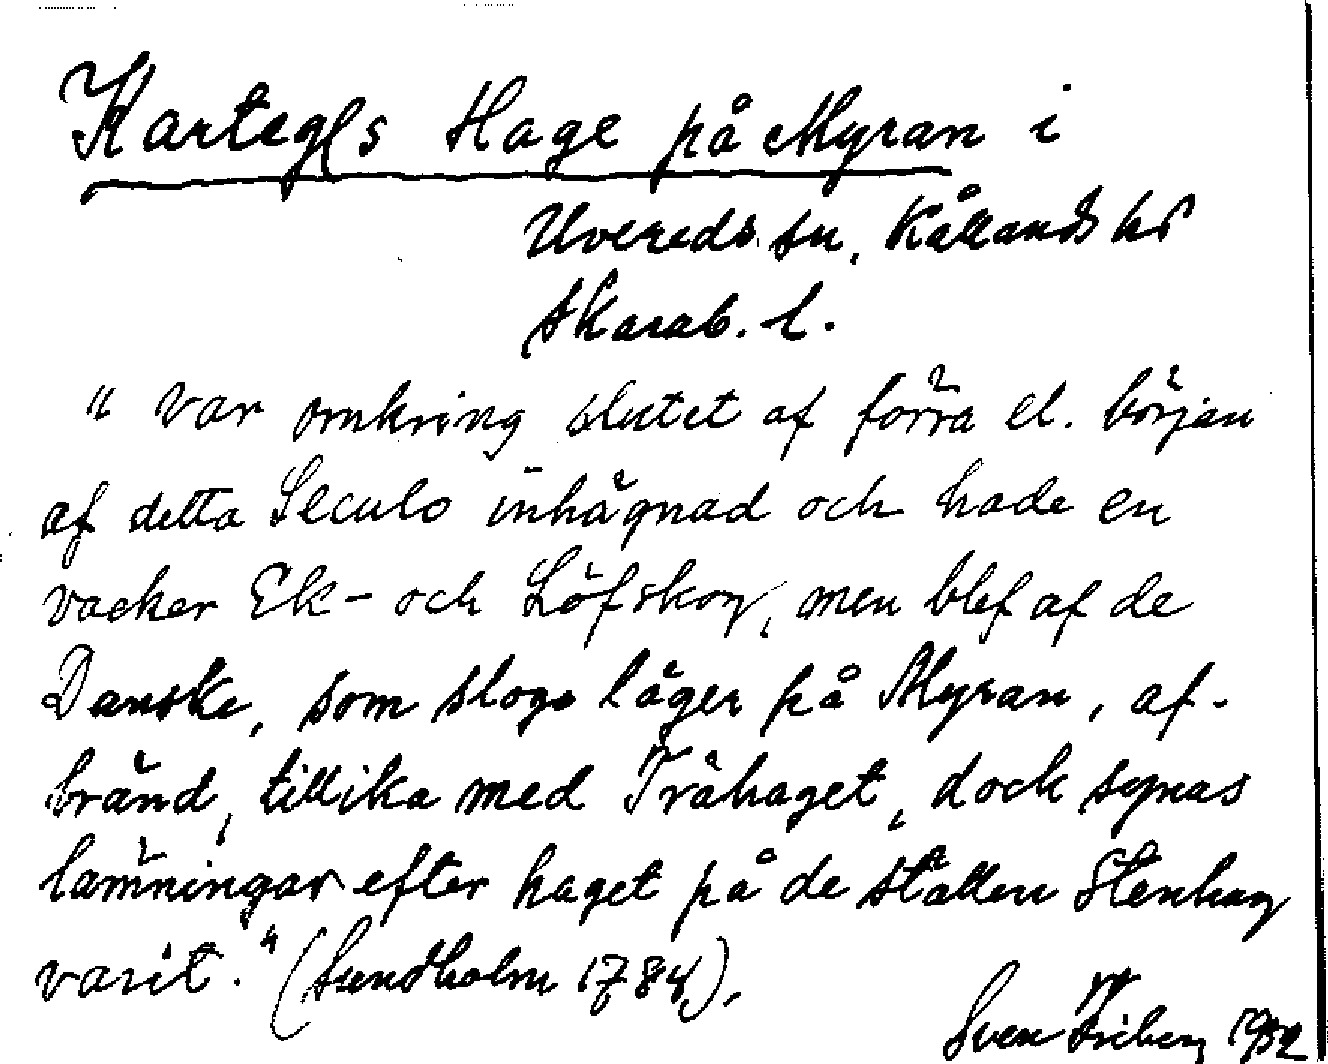 Kartegls Hage på Myran i
Uvereds sn, Kållands hd
Skarab. l.
"var omkring slutet af förra el. början
af detta Seculo inhägnad och hade en
vacker Ek- och Löfskog, men blef af de
Danske, som slogo läger på Myran, af-
bränd, tillika med Trähaget, dock synas
lämningar efter haget på de ställen Stenhag
varit." (Sundholm 1784).
Sven Friberg 1952